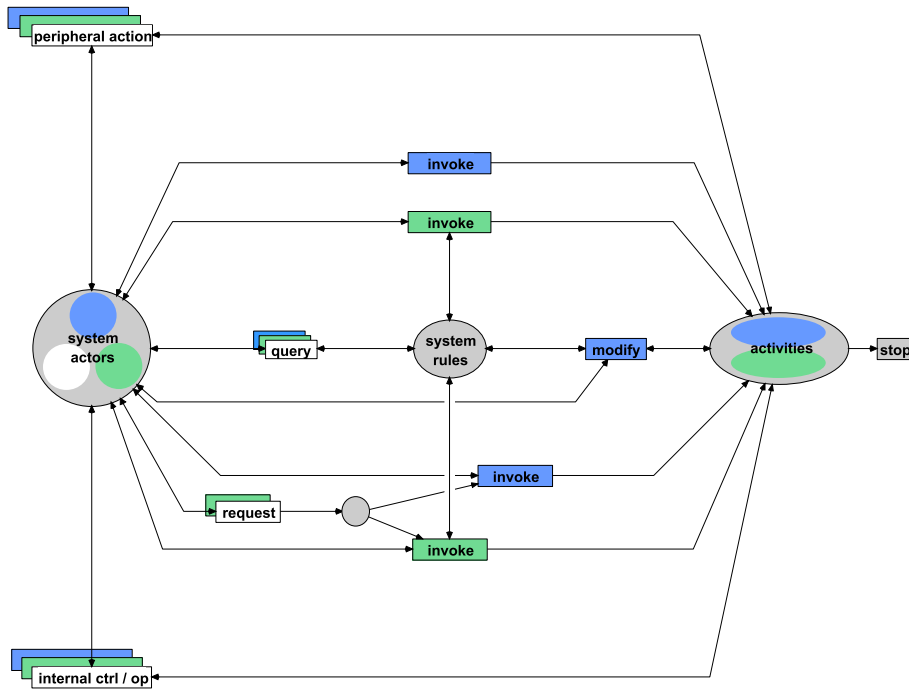 peripheral action
invoke
invoke
system
actors
query
system
rules
modify
activities
stop
invoke
request
invoke
internal ctrl / op